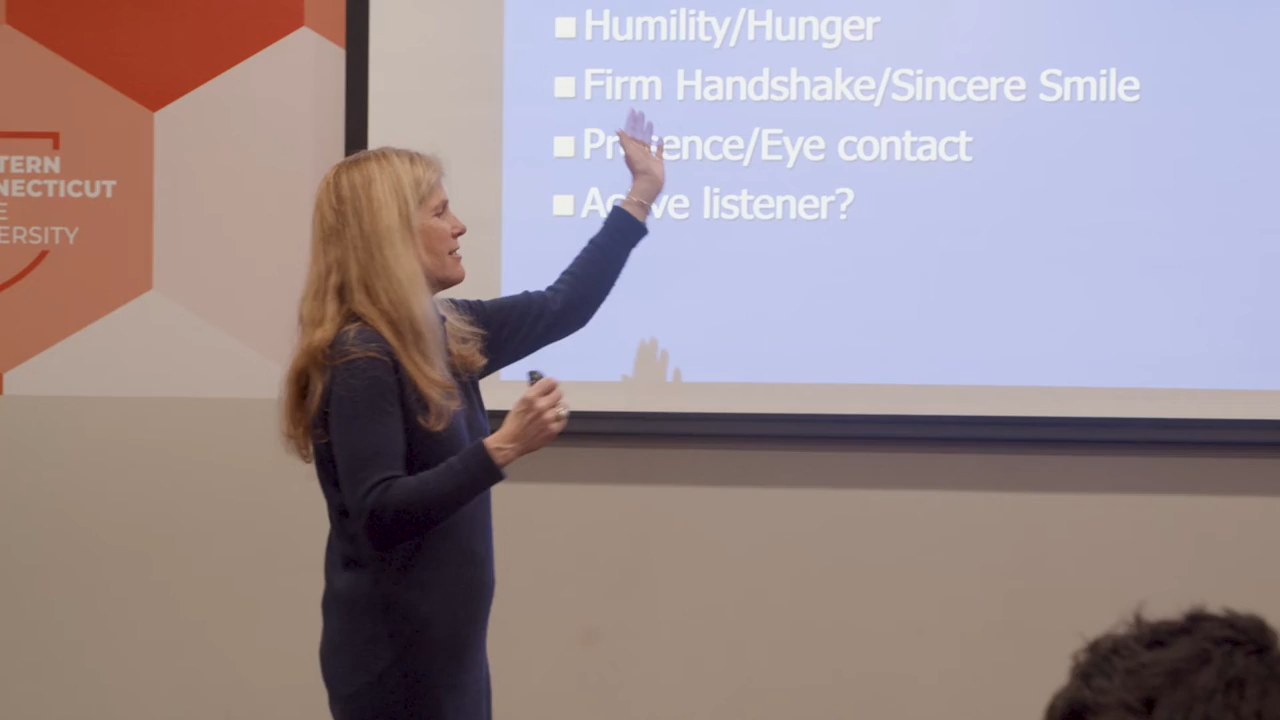 TERN
NECTICUT
E
ERSITY
■ Humility/Hunger
■ Firm Handshake/Sincere Smile
■ Presence/Eye contact
■ Active listener?